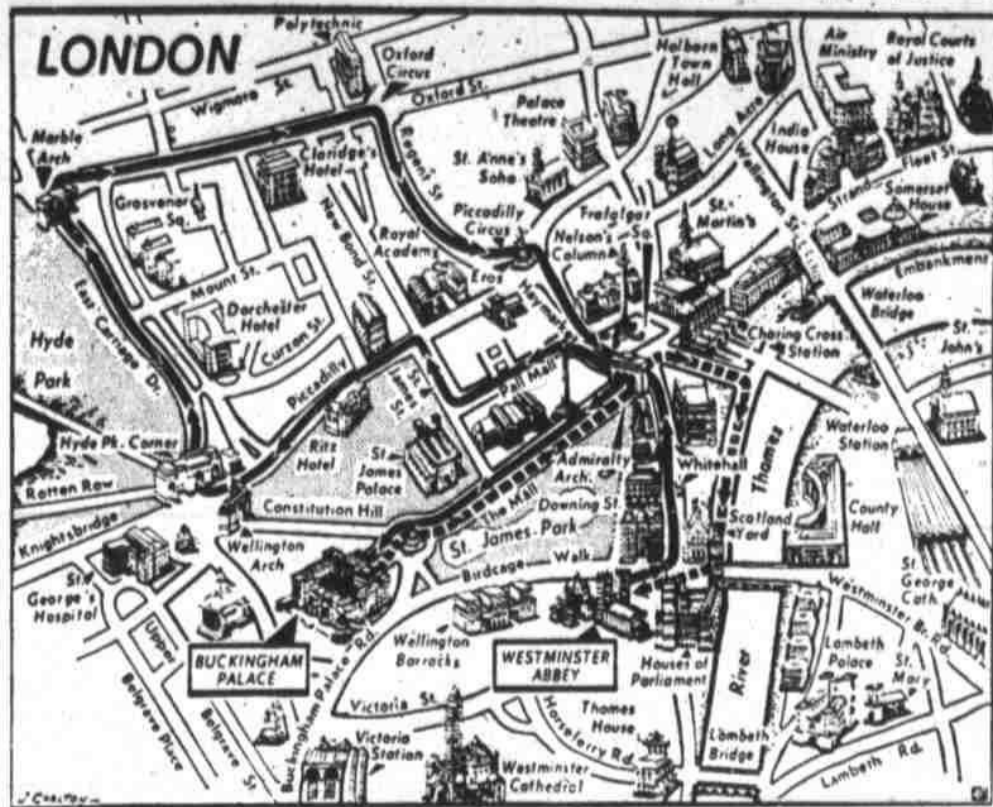 LONDON
Polytechnic
Oxford
Circus
Wigmore St.
Oxford St.
Holborn
Town
Hall
Air
Ministry
Royal Courts
of Justice
Marble
Arch
Palace
Theatre
Long Acre
India
House
Claridge's
Hotel
Regent St
St. Anne's
Soho
Wellington St.
Fleet St
Strand
Grosvenor
Sq.
New Bond St.
Piccadilly
Circus
Trafalgar
Sq.
St.
Martin's
Somerset
House
Royal
Academy
Nelson's
Column
Eros
Embankment
Mount St.
Haymarket
Waterloo
Bridge
East Carriage Dr.
Dorchester
Hotel
Curzon St.
Charing Cross
Station
St.
John's
Hyde
Park
Piccadilly
St.
James
St.
Pall Mall
Hyde Pk. Corner
Ritz
Hotel
St
James
Palace
Admiralty
Arch.
Whitehall
Thames
Waterloo
Station
Rotten Row
Constitution Hill
The Mall
Downing St
Scotland
Yard
County
Hall
Knightsbridge
Wellington
Arch
St. James Park
Birdcage Walk
St.
George's
Hospital
St.
George
Cath.
Westminster Br. Rd.
Upper
Belgrave St
Belgrave Place
BUCKINGHAM
PALACE
Buckingham Palace Rd
Wellington
Barracks
WESTMINSTER
ABBEY
Houses of
Parliament
River
Lambeth
Palace
St.
Mary
Victoria St.
Horseferry Rd.
Thames
House
Victoria
Station
Westminster
Cathedral
Lambeth
Bridge
Lambeth
Rd.
J CHARLTON